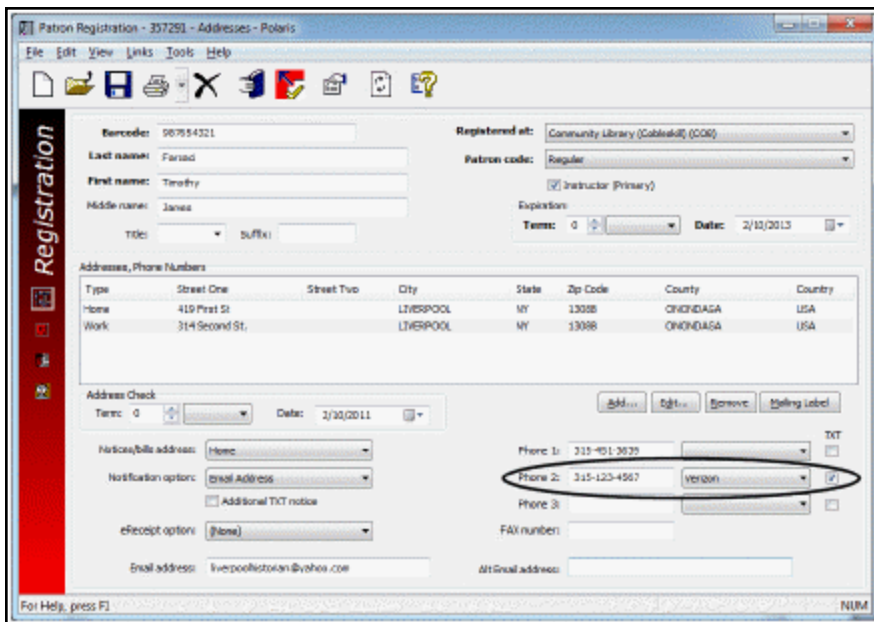 Patron Registration - 357291 - Addresses - Polaris
File Edit View Links Tools Help
Registration
Barcode: 987654321
Registered at: Community Library (Cobleskill) (COB)
Last name:
Patron code: Regular
First name: Timothy
Instructor (Primary)
Middle name: James
Expiration:
Title: Suffix:
Term: 0 Date: 2/10/2013
Addresses, Phone Numbers
Type Street One Street Two City State Zip Code County Country
Home 419 First St LIVERPOOL NY 13088 ONONDAGA USA
Work 314 Second St. LIVERPOOL NY 13088 ONONDAGA USA
Address Check
Term: 0 Date: 2/10/2011
Add... Edit... Remove Mailing Label
TXT
Notices/bills address: Home
Phone 1:
Notification option: Email Address
Phone 2: 315-123-4567 Verizon
Additional TXT notice
Phone 3:
eReceipt option: (None)
FAX number:
Email address: liverpoolhistorian@yahoo.com
Alt Email address:
For Help, press F1
NUM